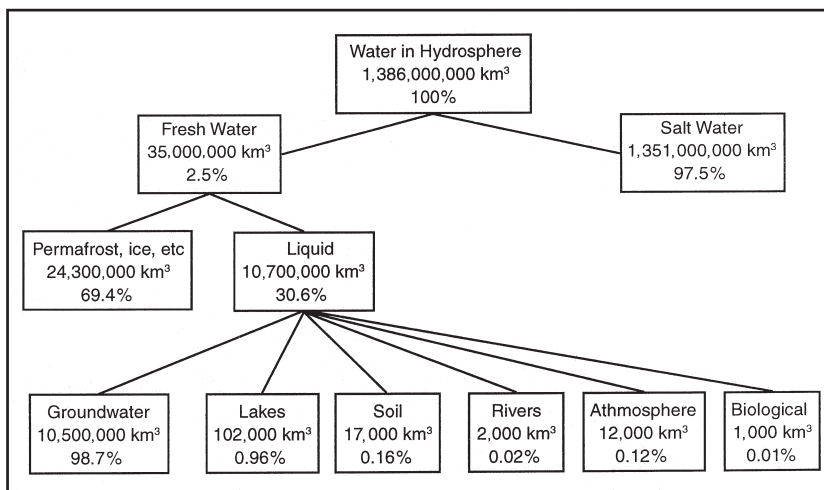 Water in Hydrosphere
1,386,000,000 km³
100%
Fresh Water
35,000,000 km³
2.5%
Salt Water
1,351,000,000 km³
97.5%
Permafrost, ice, etc
24,300,000 km³
69.4%
Liquid
10,700,000 km³
30.6%
Groundwater
10,500,000 km³
98.7%
Lakes
102,000 km³
0.96%
Soil
17,000 km³
0.16%
Rivers
2,000 km³
0.02%
Athmosphere
12,000 km³
0.12%
Biological
1,000 km³
0.01%